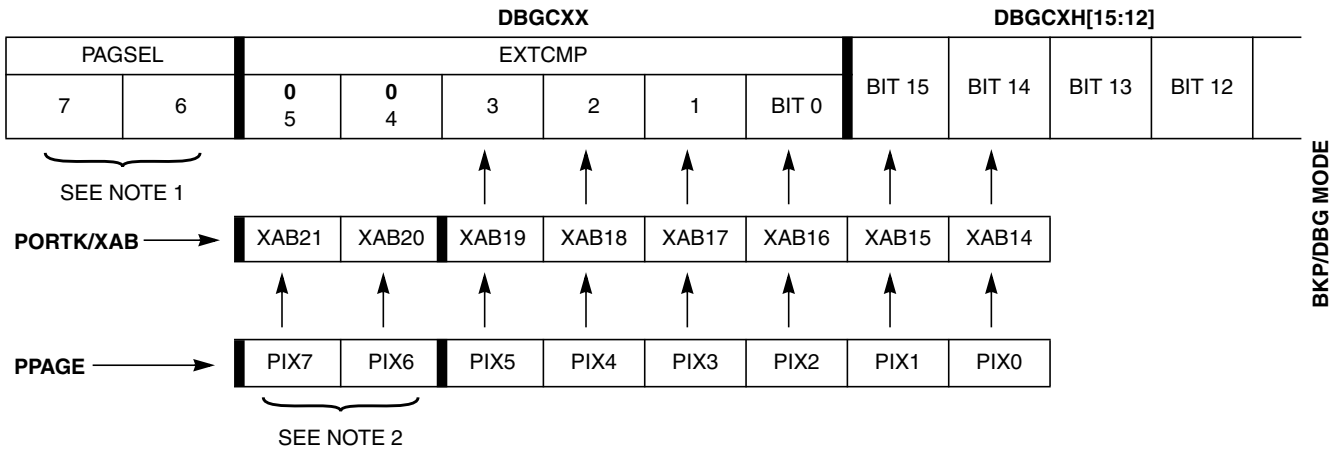 DBGCXX DBGCXH[15:12]
PAGSEL EXTCMP
BIT 15 BIT 14 BIT 13 BIT 12
7 6 0 5 0 4 3 2 1 BIT 0
SEE NOTE 1
PORTK/XAB XAB21 XAB20 XAB19 XAB18 XAB17 XAB16 XAB15 XAB14
PPAGE PIX7 PIX6 PIX5 PIX4 PIX3 PIX2 PIX1 PIX0
SEE NOTE 2
BKP/DBG MODE